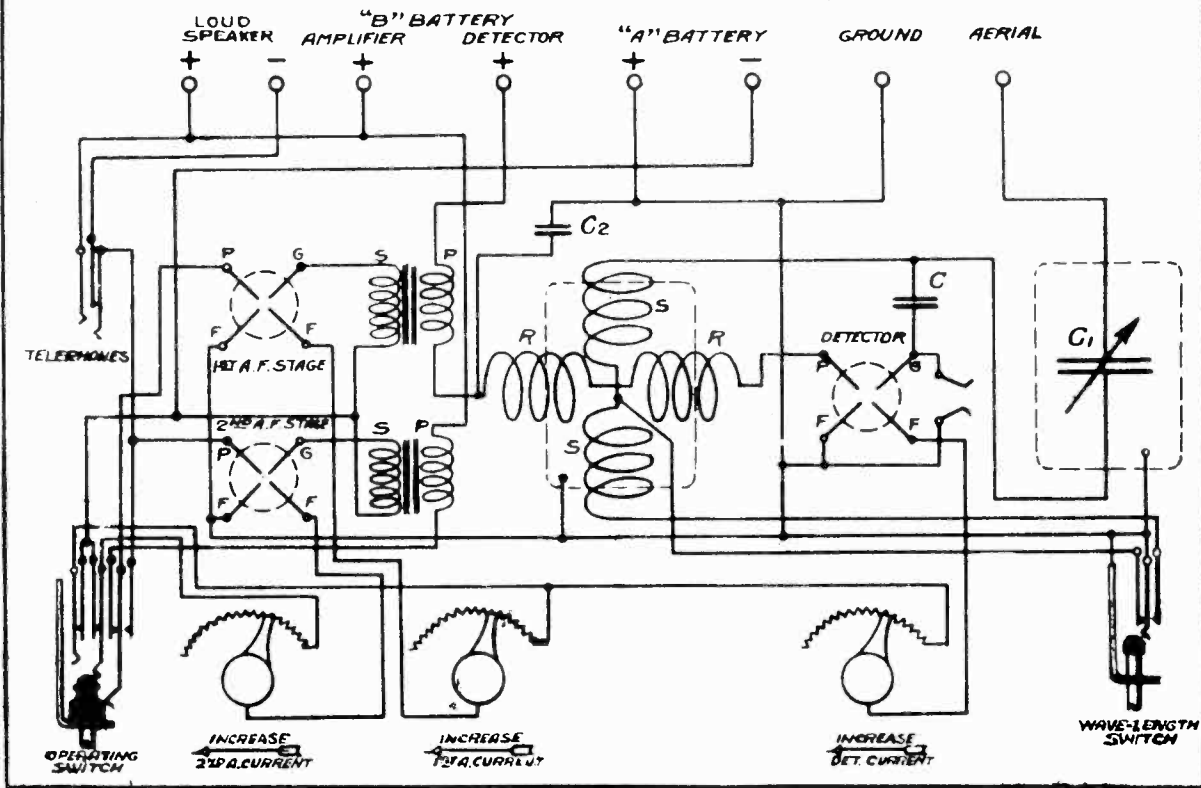 LOUD SPEAKER
"B" BATTERY
AMPLIFIER
DETECTOR
"A" BATTERY
GROUND
AERIAL
+
−
+
+
+
−
C2
P
G
S
P
F
F
1ST A.F. STAGE
TELEPHONES
S
R
R
DETECTOR
C
P
G
F
F
C1
2ND A.F. STAGE
P
G
S
P
F
F
S
OPERATING SWITCH
INCREASE
2ND A. CURRENT
INCREASE
1ST A. CURRENT
INCREASE
DET. CURRENT
WAVE-LENGTH SWITCH